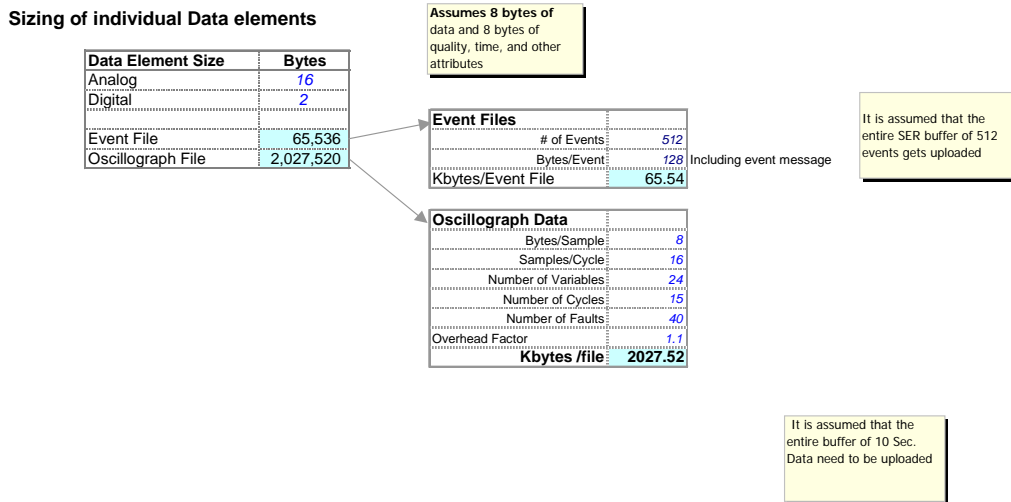 Sizing of individual Data elements
Assumes 8 bytes of
data and 8 bytes of
quality, time, and other
attributes
Data Element Size Bytes
Analog 16
Digital 2
Event File 65,536
Oscillograph File 2,027,520
Event Files
# of Events 512
Bytes/Event 128 Including event message
Kbytes/Event File 65.54
It is assumed that the
entire SER buffer of 512
events gets uploaded
Oscillograph Data
Bytes/Sample 8
Samples/Cycle 16
Number of Variables 24
Number of Cycles 15
Number of Faults 40
Overhead Factor 1.1
Kbytes /file 2027.52
It is assumed that the
entire buffer of 10 Sec.
Data need to be uploaded